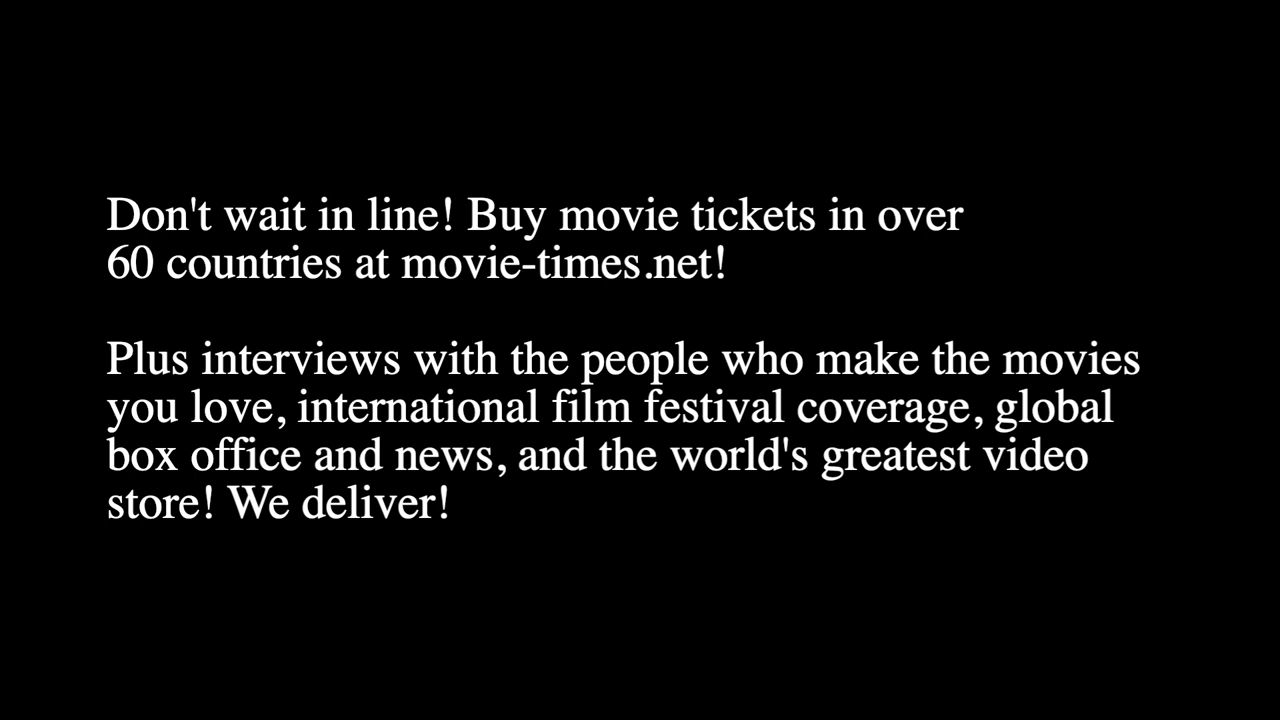 Don't wait in line! Buy movie tickets in over
60 countries at movie-times.net!
Plus interviews with the people who make the movies
you love, international film festival coverage, global
box office and news, and the world's greatest video
store! We deliver!